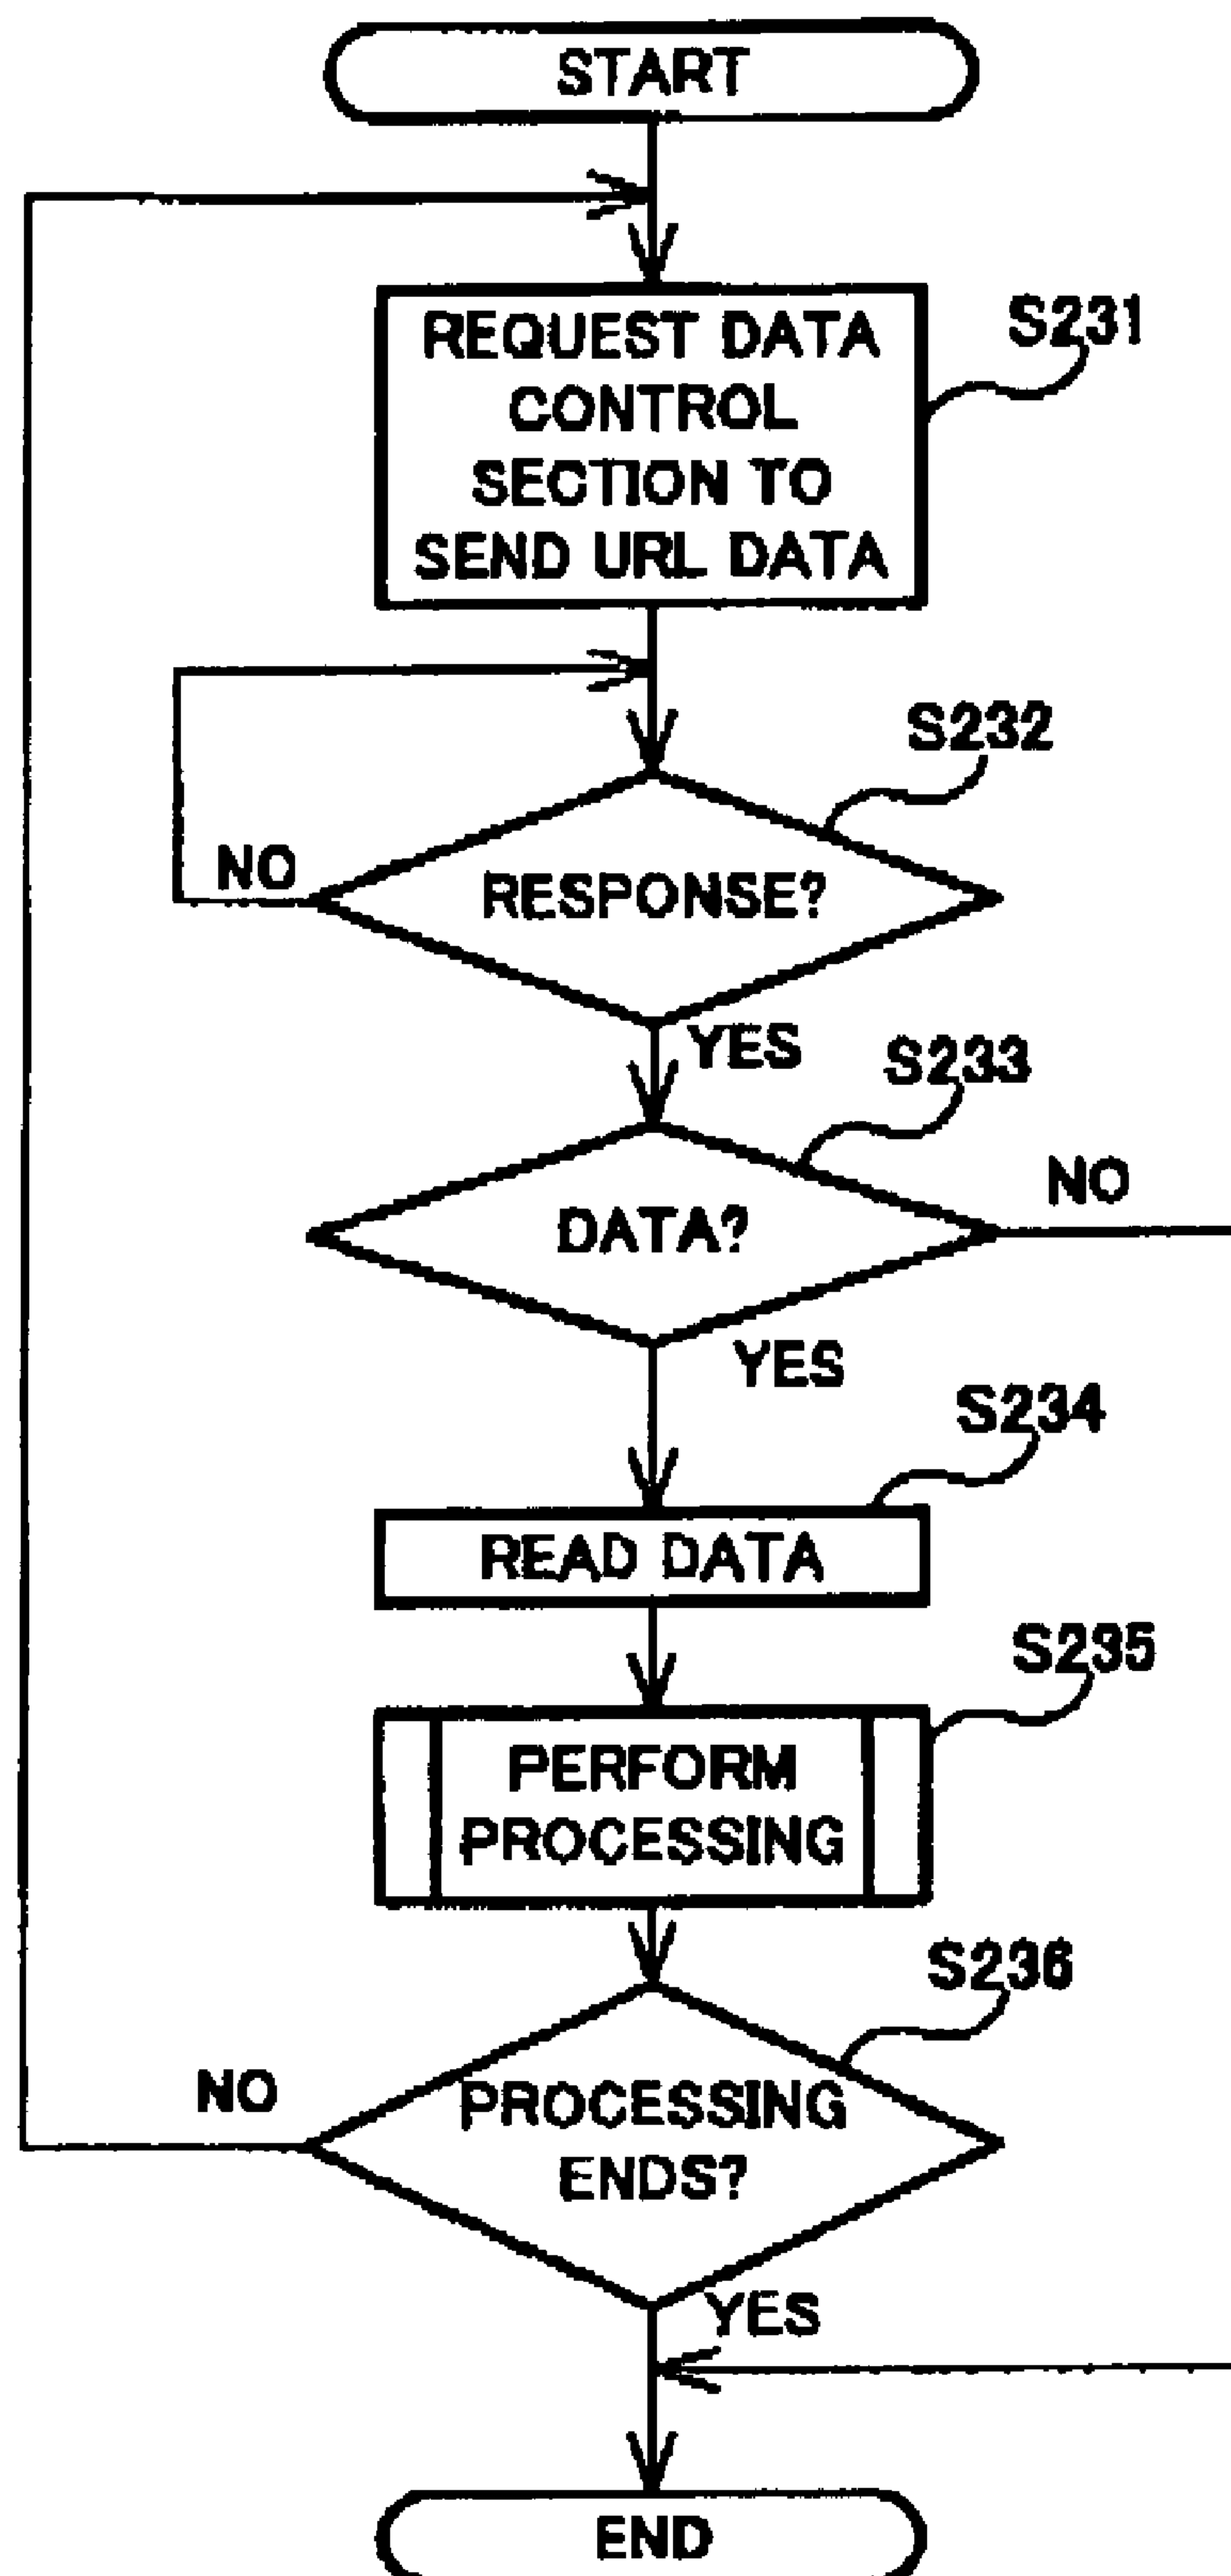 START
REQUEST DATA
CONTROL
SECTION TO
SEND URL DATA
S231
S232
NO
RESPONSE?
YES
S233
DATA?
NO
YES
S234
READ DATA
S235
PERFORM
PROCESSING
S236
NO
PROCESSING
ENDS?
YES
END